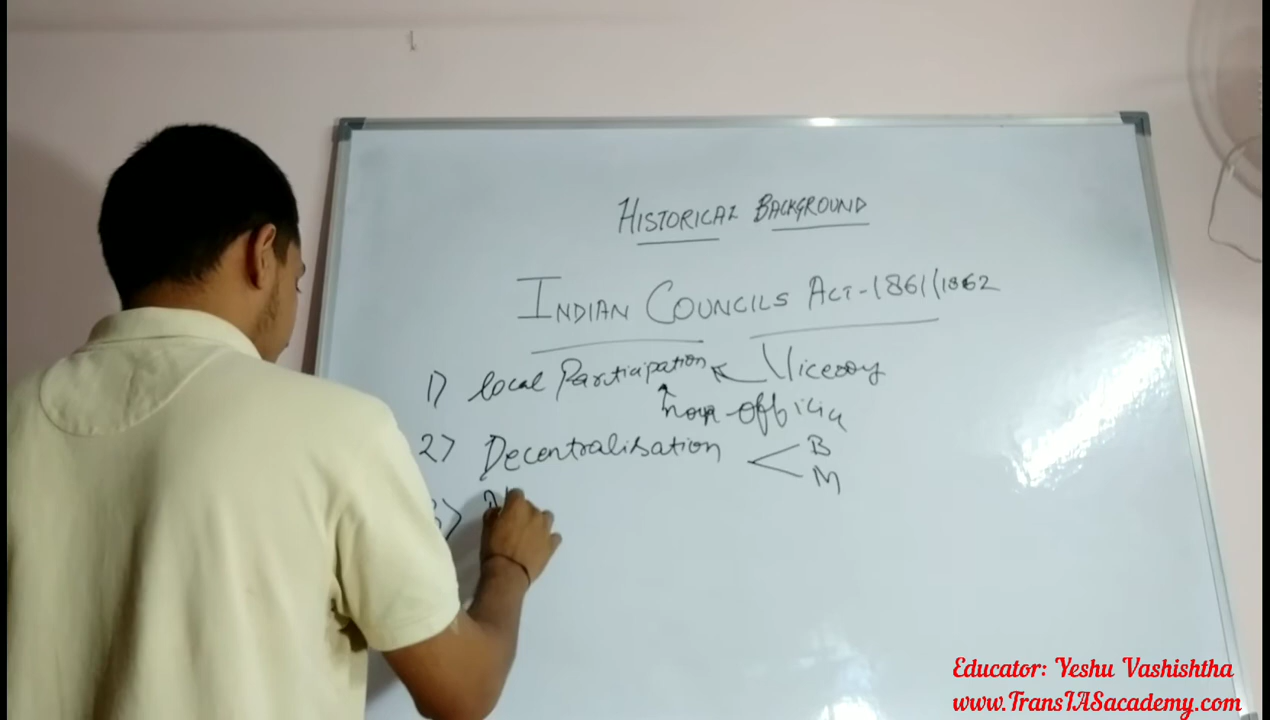 HISTORICAL BACKGROUND
INDIAN COUNCILS ACT-1861/1862
1) local Participation Viceroy
non-official
2) Decentralisation B
M
3)
Educator: Yeshu Vashishtha
www.TransIASacademy.com